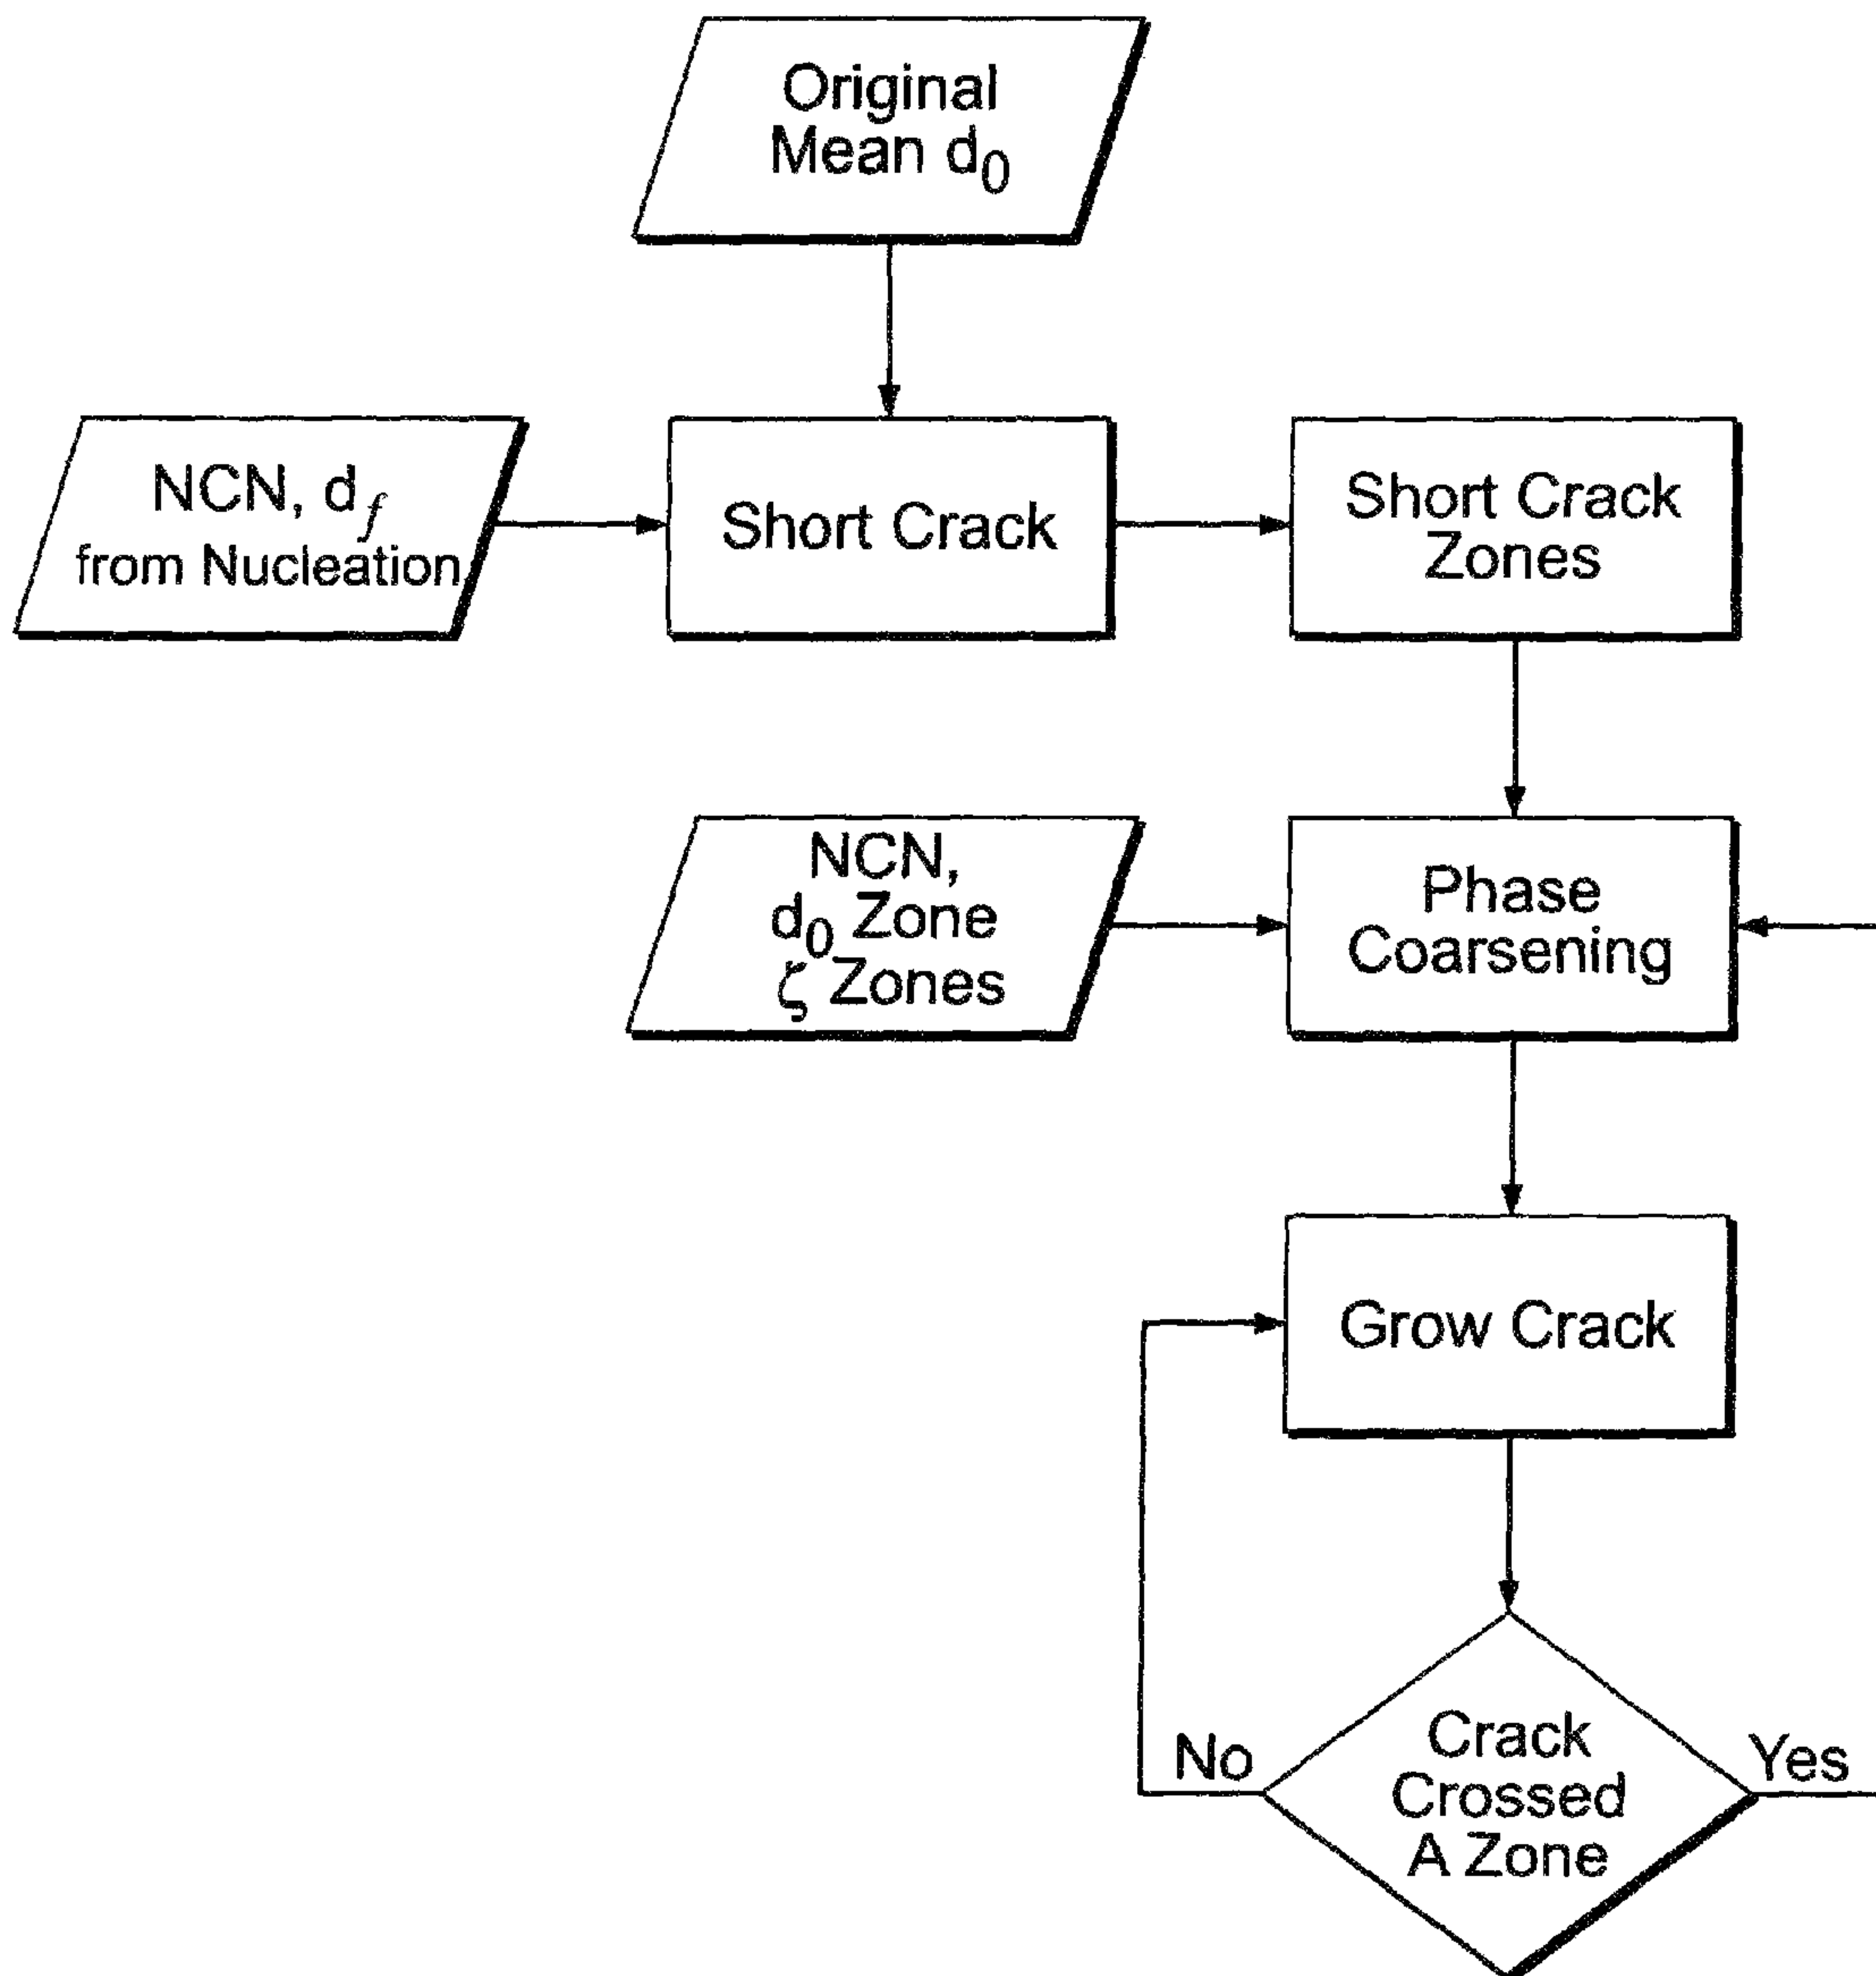 Original
Mean d₀
NCN, d_f
from Nucleation
Short Crack
Short Crack
Zones
NCN,
d₀ Zone
ζ Zones
Phase
Coarsening
Grow Crack
No
Crack
Crossed
A Zone
Yes